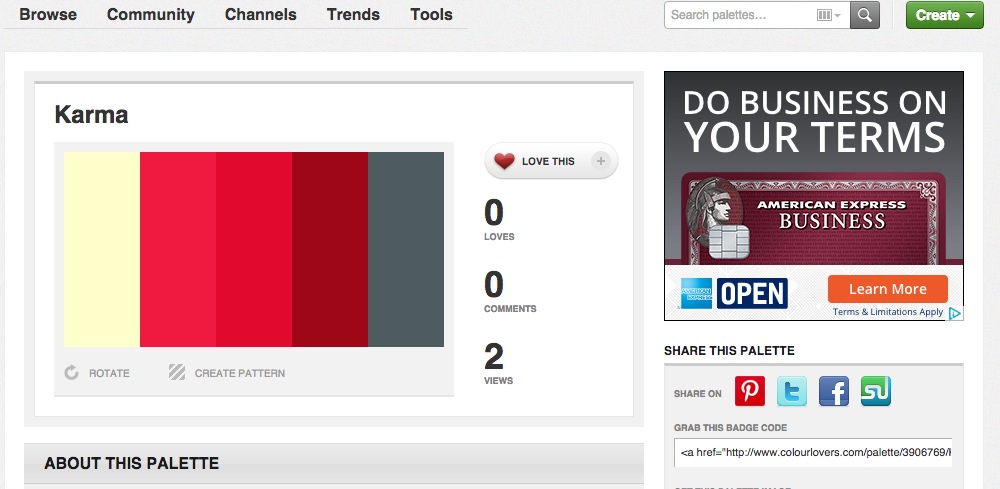 Browse Community Channels Trends Tools
Search palettes...
Create
Karma
LOVE THIS
0
LOVES
0
COMMENTS
2
VIEWS
ROTATE CREATE PATTERN
ABOUT THIS PALETTE
DO BUSINESS ON
YOUR TERMS
AMERICAN EXPRESS
BUSINESS
AMERICAN
EXPRESS
OPEN
Learn More
Terms & Limitations Apply
SHARE THIS PALETTE
SHARE ON
GRAB THIS BADGE CODE
<a href="http://www.colourlovers.com/palette/3906769/